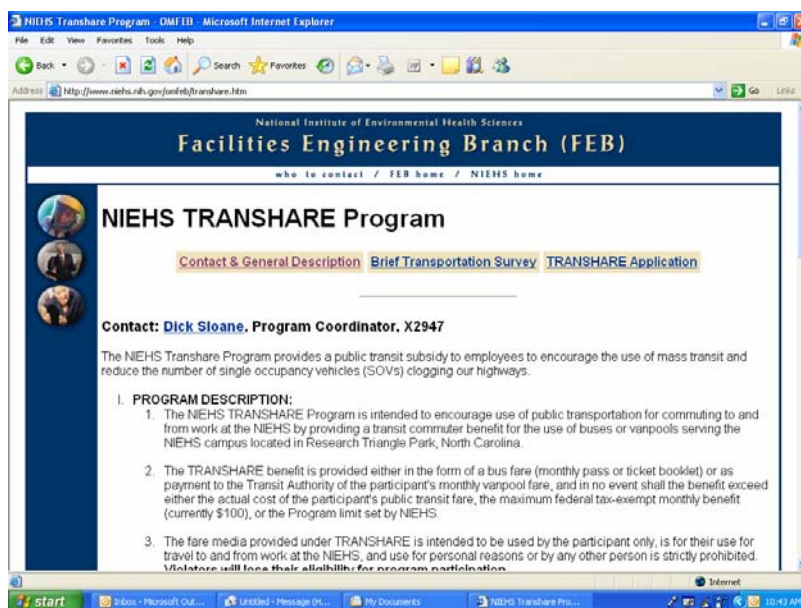 NIEHS Transhare Program - OMFEB - Microsoft Internet Explorer
File Edit View Favorites Tools Help
Back Search Favorites
Address http://www.niehs.nih.gov/omfeb/transhare.htm Go Links
National Institute of Environmental Health Sciences
Facilities Engineering Branch (FEB)
who to contact / FEB home / NIEHS home
NIEHS TRANSHARE Program
Contact & General Description Brief Transportation Survey TRANSHARE Application
Contact: Dick Sloane, Program Coordinator, X2947
The NIEHS Transhare Program provides a public transit subsidy to employees to encourage the use of mass transit and
reduce the number of single occupancy vehicles (SOVs) clogging our highways.
I. PROGRAM DESCRIPTION:
1. The NIEHS TRANSHARE Program is intended to encourage use of public transportation for commuting to and
from work at the NIEHS by providing a transit commuter benefit for the use of buses or vanpools serving the
NIEHS campus located in Research Triangle Park, North Carolina.
2. The TRANSHARE benefit is provided either in the form of a bus fare (monthly pass or ticket booklet) or as
payment to the Transit Authority of the participant's monthly vanpool fare, and in no event shall the benefit exceed
either the actual cost of the participant's public transit fare, the maximum federal tax-exempt monthly benefit
(currently $100), or the Program limit set by NIEHS.
3. The fare media provided under TRANSHARE is intended to be used by the participant only, is for their use for
travel to and from work at the NIEHS, and use for personal reasons or by any other person is strictly prohibited.
Violators will lose their eligibility for program participation
Internet
start Inbox - Microsoft Out... Untitled - Message (H... My Documents NIEHS Transhare Pro... 10:43 AM